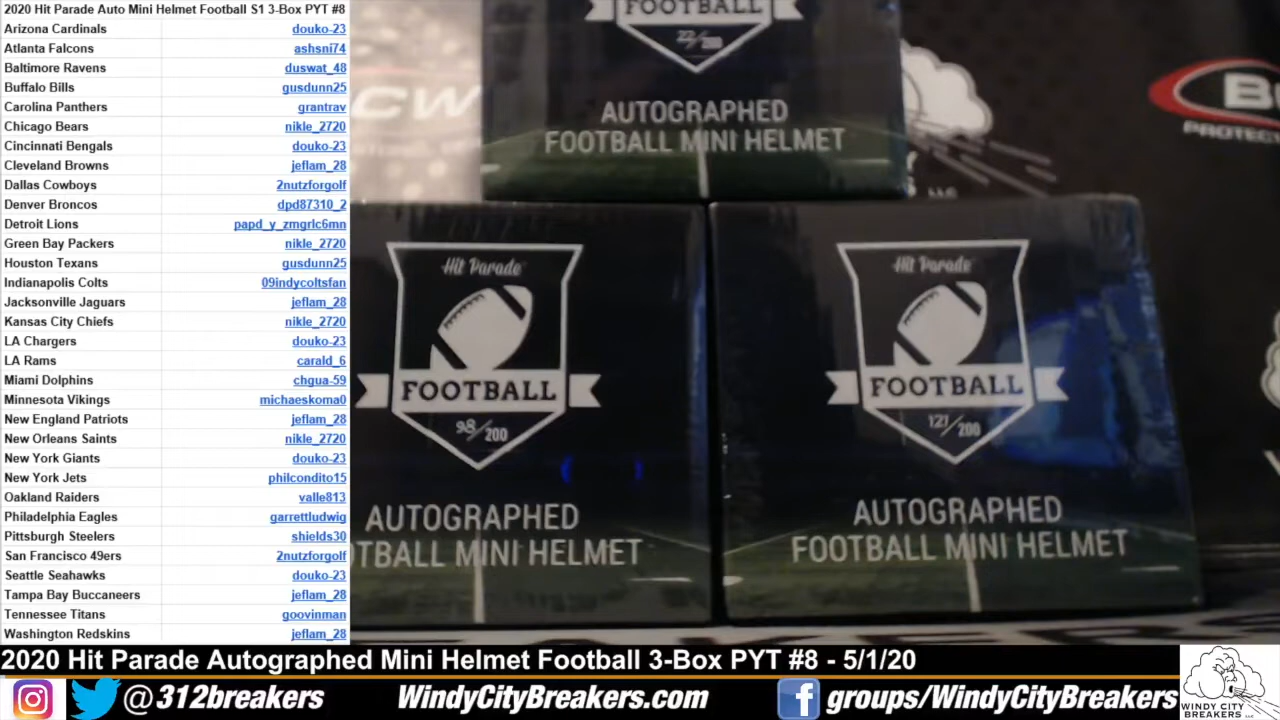 2020 Hit Parade Auto Mini Helmet Football S1 3-Box PYT #8
Arizona Cardinals douko-23
Atlanta Falcons ashsni74
Baltimore Ravens duswat_48
Buffalo Bills gusdunn25
Carolina Panthers grantrav
Chicago Bears nikle_2720
Cincinnati Bengals douko-23
Cleveland Browns jeflam_28
Dallas Cowboys 2nutzforgolf
Denver Broncos dpd87310_2
Detroit Lions papd_y_zmgrlc6mn
Green Bay Packers nikle_2720
Houston Texans gusdunn25
Indianapolis Colts 09indycoltsfan
Jacksonville Jaguars jeflam_28
Kansas City Chiefs nikle_2720
LA Chargers douko-23
LA Rams carald_6
Miami Dolphins chgua-59
Minnesota Vikings michaeskoma0
New England Patriots jeflam_28
New Orleans Saints nikle_2720
New York Giants douko-23
New York Jets philcondito15
Oakland Raiders valle813
Philadelphia Eagles garrettludwig
Pittsburgh Steelers shields30
San Francisco 49ers 2nutzforgolf
Seattle Seahawks douko-23
Tampa Bay Buccaneers jeflam_28
Tennessee Titans goovinman
Washington Redskins jeflam_28
FOOTBALL
22/200
AUTOGRAPHED
FOOTBALL MINI HELMET
CW
BC
PROTECT
LLC
Hit Parade
FOOTBALL
98/200
AUTOGRAPHED
OTBALL MINI HELMET
Hit Parade
FOOTBALL
121/200
AUTOGRAPHED
FOOTBALL MINI HELMET
2020 Hit Parade Autographed Mini Helmet Football 3-Box PYT #8 - 5/1/20
@312breakers WindyCityBreakers.com groups/WindyCityBreakers
WINDY CITY
BREAKERS LLC